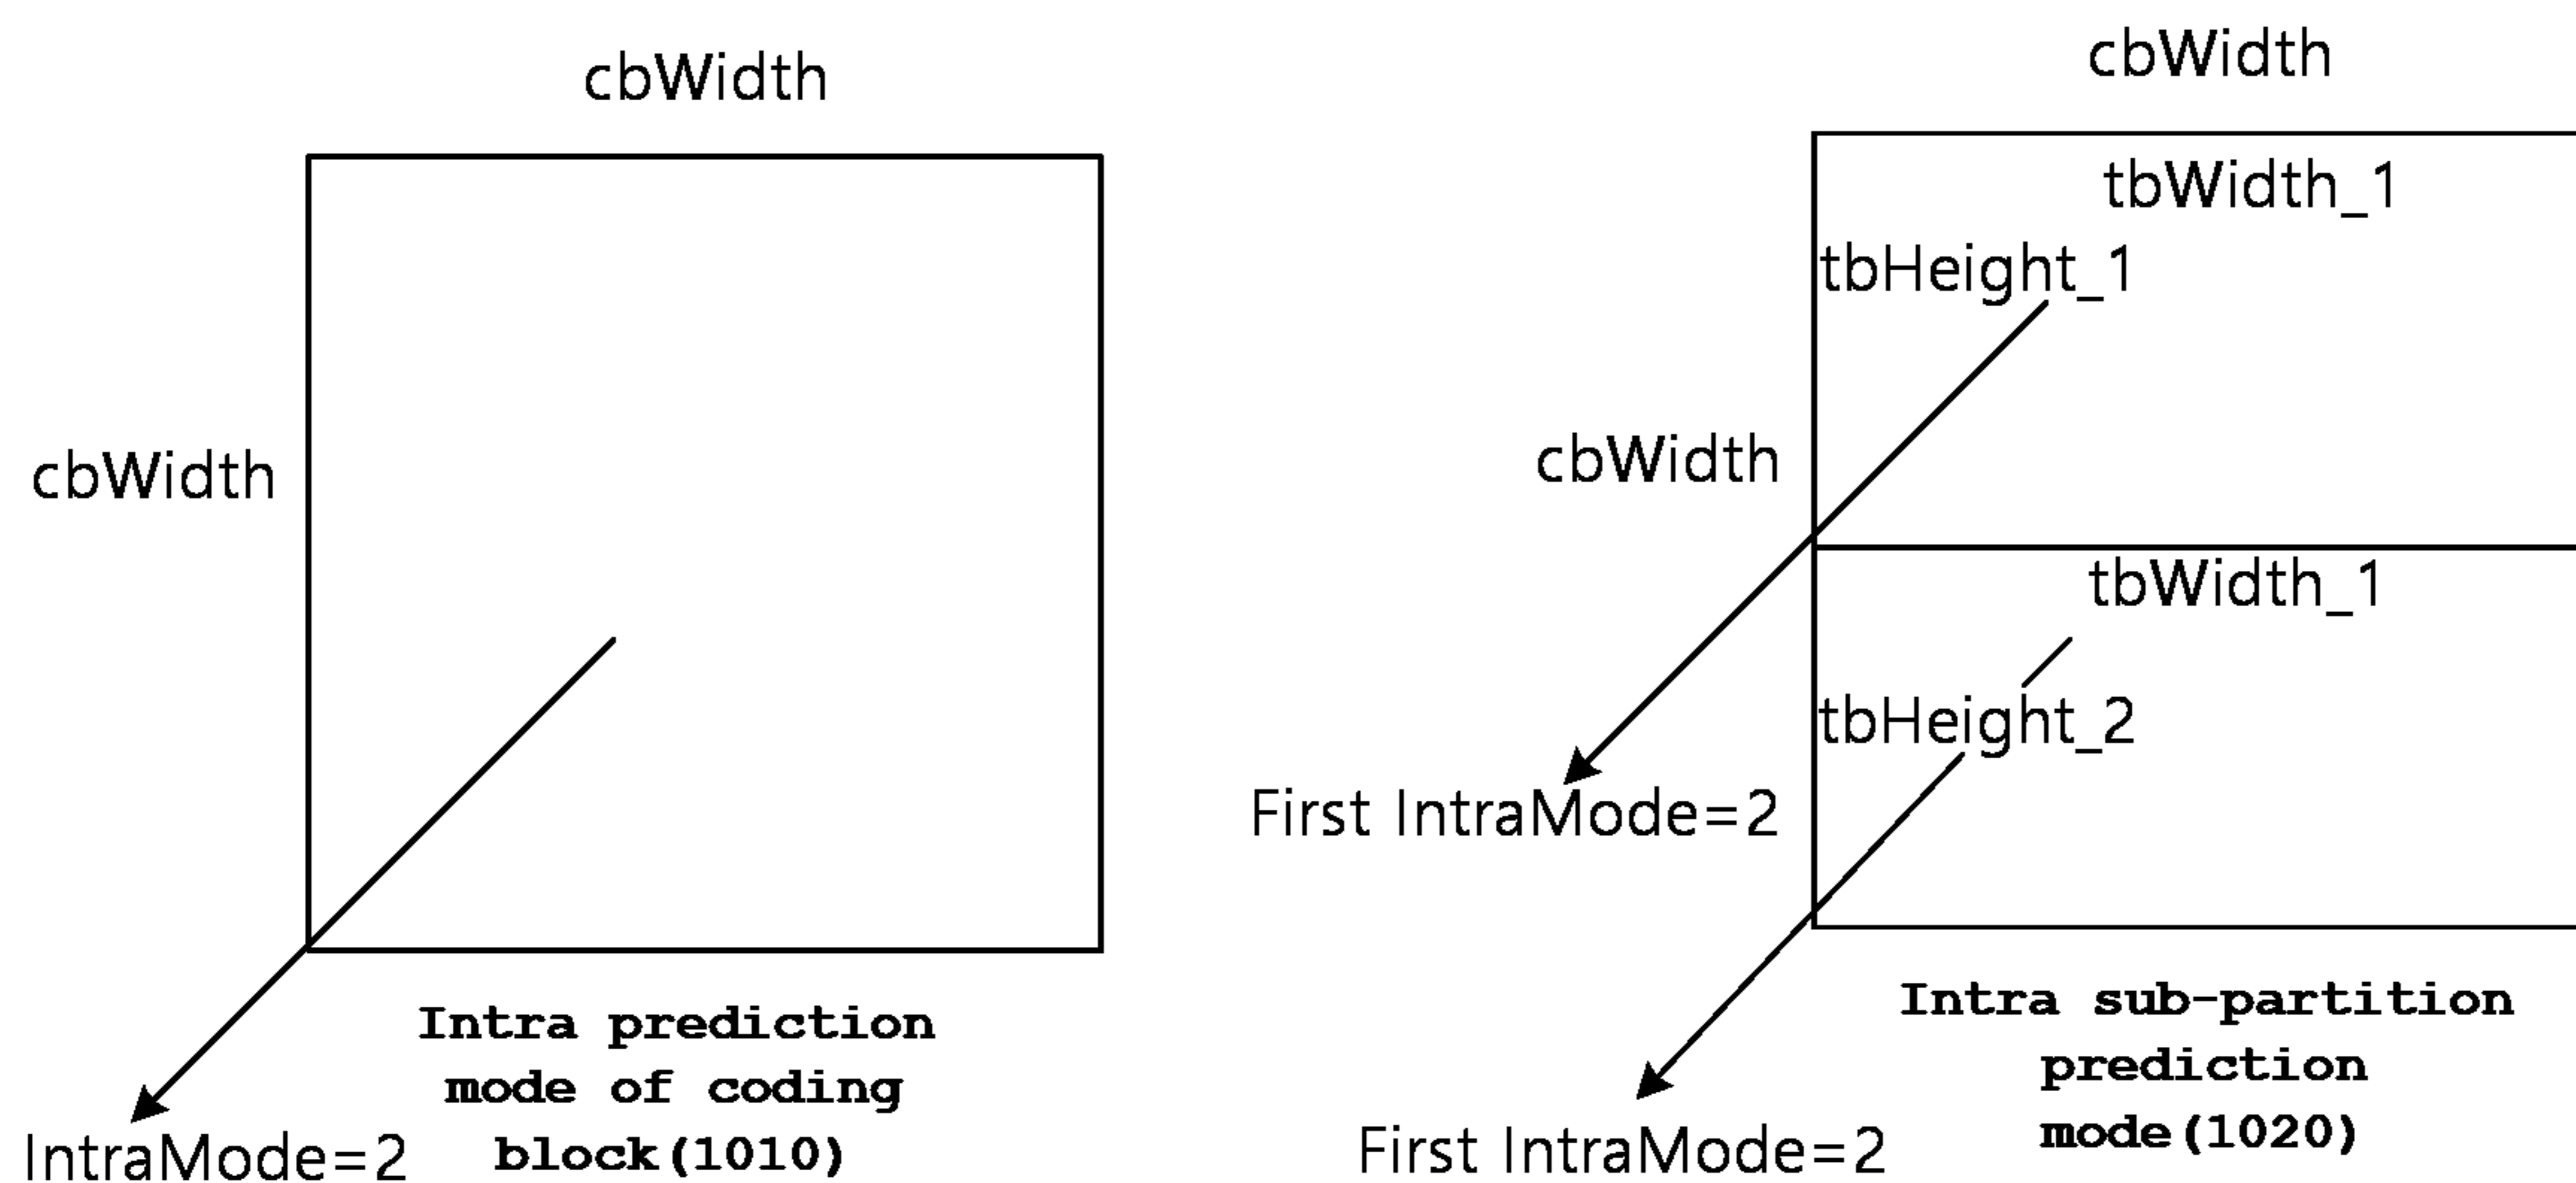 cbWidth
cbWidth
IntraMode=2
Intra prediction
mode of coding
block(1010)
cbWidth
tbWidth_1
tbHeight_1
cbWidth
First IntraMode=2
tbWidth_1
tbHeight_2
First IntraMode=2
Intra sub-partition
prediction
mode(1020)